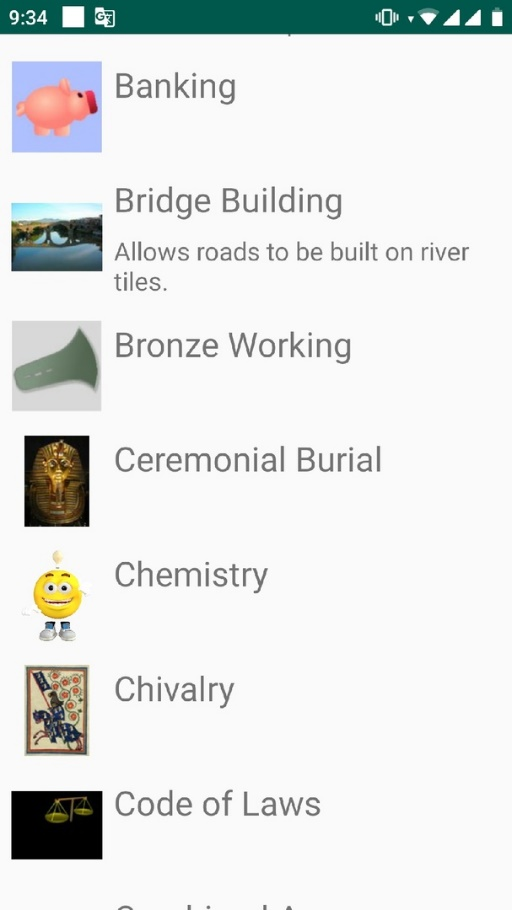 9:34
Banking
Bridge Building
Allows roads to be built on river
tiles.
Bronze Working
Ceremonial Burial
Chemistry
Chivalry
Code of Laws